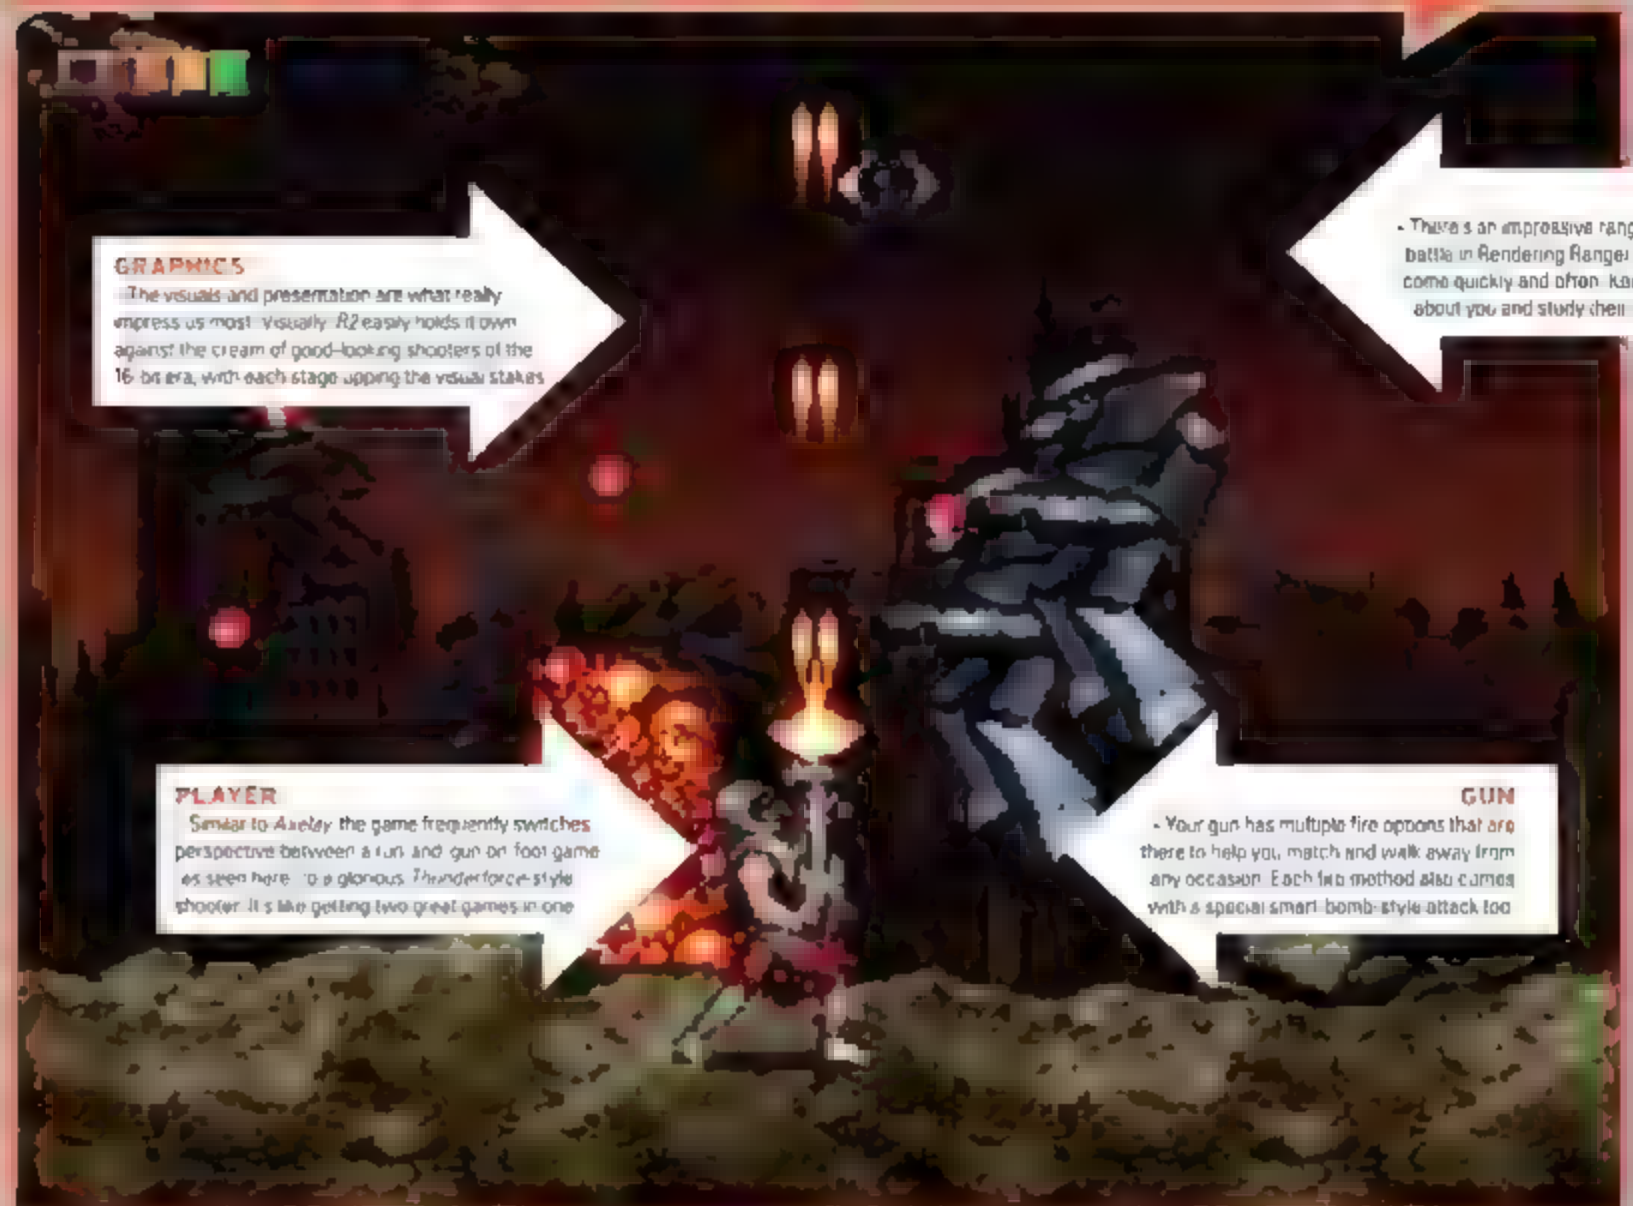 GRAPHICS
The visuals and presentation are what really
impress us most. Visually, R2 easily holds it own
against the cream of good-looking shooters of the
16-bit era, with each stage upping the visual stakes
- There's an impressive rang
battle in Rendering Ranger
come quickly and often.
about you and study their
PLAYER
Similar to Axelay the game frequently switches
perspective between a run and gun on foot game
as seen here to a glorious Thunderforce-style
shooter. It's like getting two great games in one
GUN
- Your gun has multiple fire options that are
there to help you match and walk away from
any occasion. Each fire method also comes
with a special smart bomb-style attack too